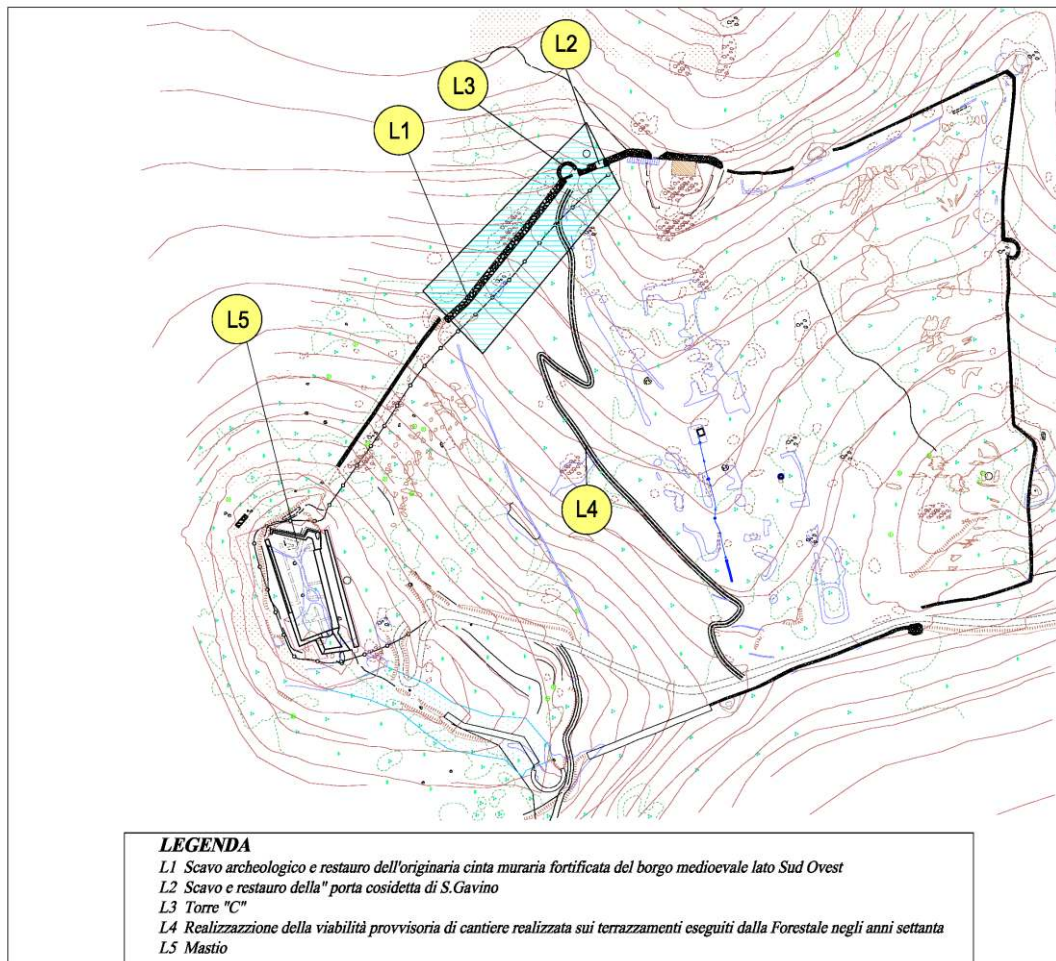 L2
L3
L1
L5
L4
LEGENDA
L1 Scavo archeologico e restauro dell'originaria cinta muraria fortificata del borgo medioevale lato Sud Ovest
L2 Scavo e restauro della" porta cosidetta di S.Gavino
L3 Torre "C"
L4 Realizzazzione della viabilità provvisoria di cantiere realizzata sui terrazzamenti eseguiti dalla Forestale negli anni settanta
L5 Mastio